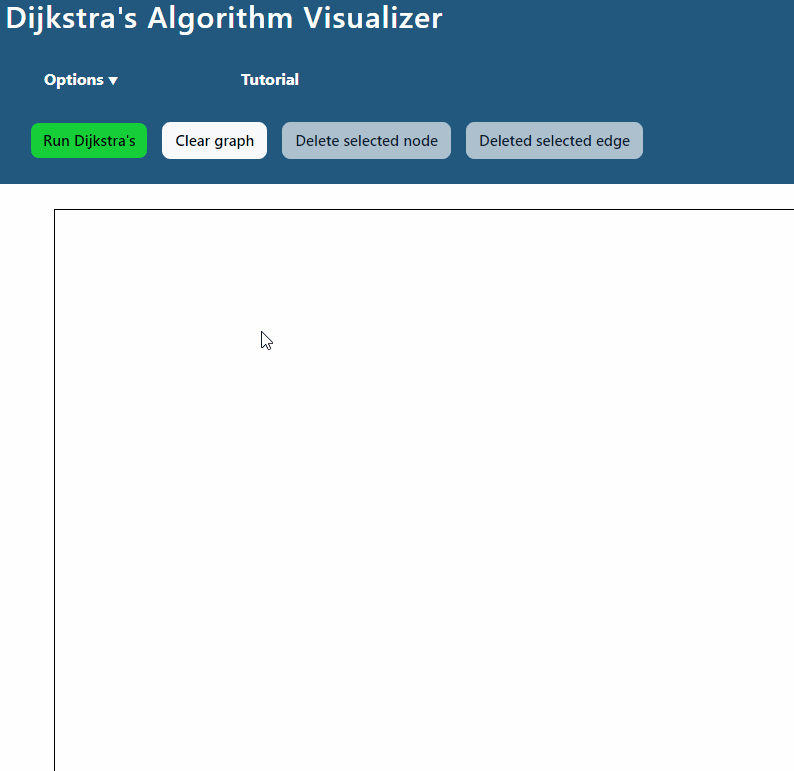 Dijkstra's Algorithm Visualizer
Options ▼ Tutorial
Run Dijkstra's Clear graph Delete selected node Deleted selected edge